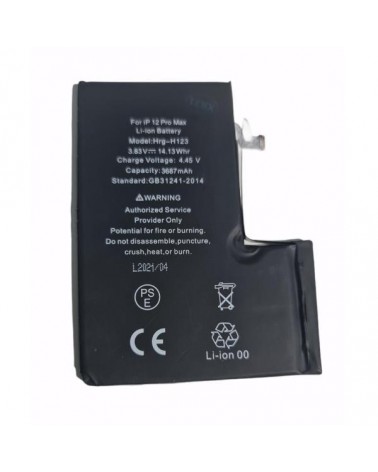 For iP 12 Pro Max
Li-ion Battery
Model:Hrg-H123
3.83V⎓14.13Whr
Charge Voltage: 4.45 V
Capacity:3687mAh
Standard:GB31241-2014
⚠WARNING
Authorized Service
Provider Only
Potential for fire or burning.
Do not disassemble,puncture,
crush,heat,or burn.
L2021/04
PS
E
CE
Li-ion 00